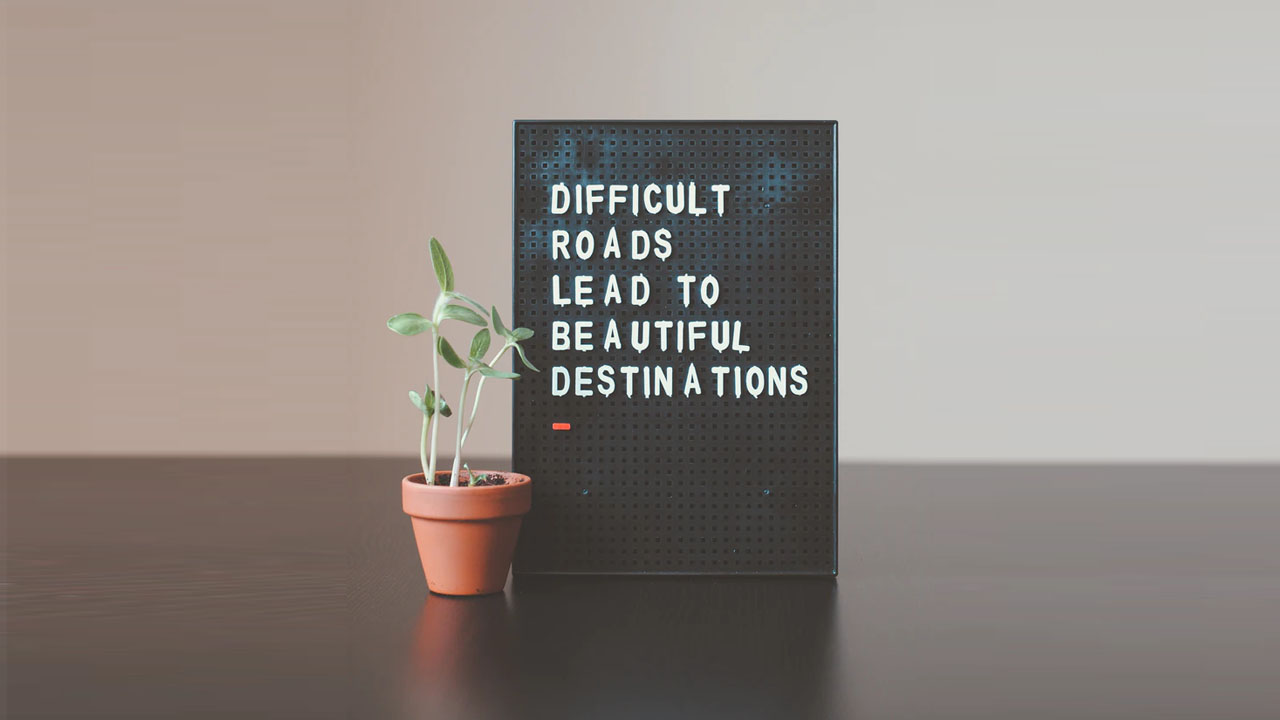 DIFFICULT
ROADS
LEAD TO
BEAUTIFUL
DESTINATIONS